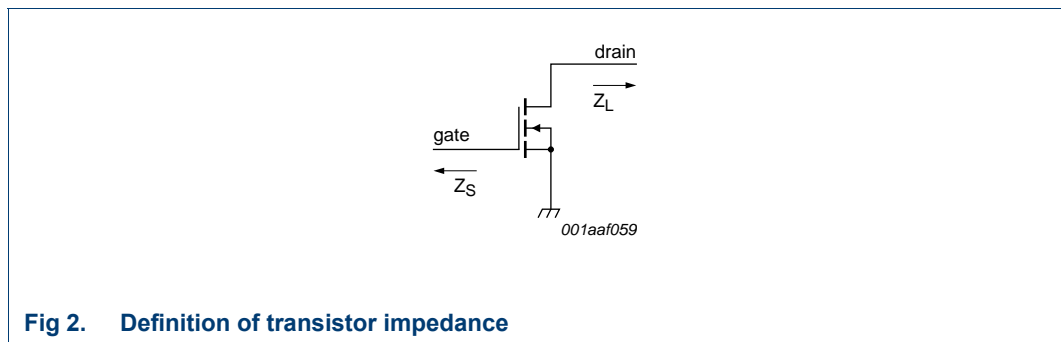 drain
Z_L
gate
Z_S
001aaf059
Fig 2. Definition of transistor impedance